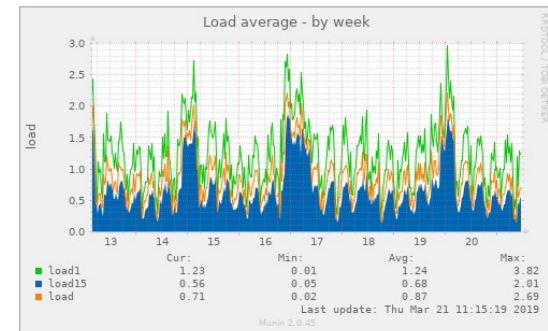 Load average - by week
RRDTOOL / TOBI OETIKER
load
3.0
2.5
2.0
1.5
1.0
0.5
0.0
13 14 15 16 17 18 19 20
Cur: Min: Avg: Max:
load1 1.23 0.01 1.24 3.82
load15 0.56 0.05 0.68 2.01
load 0.71 0.02 0.87 2.69
Last update: Thu Mar 21 11:15:19 2019
Munin 2.0.45